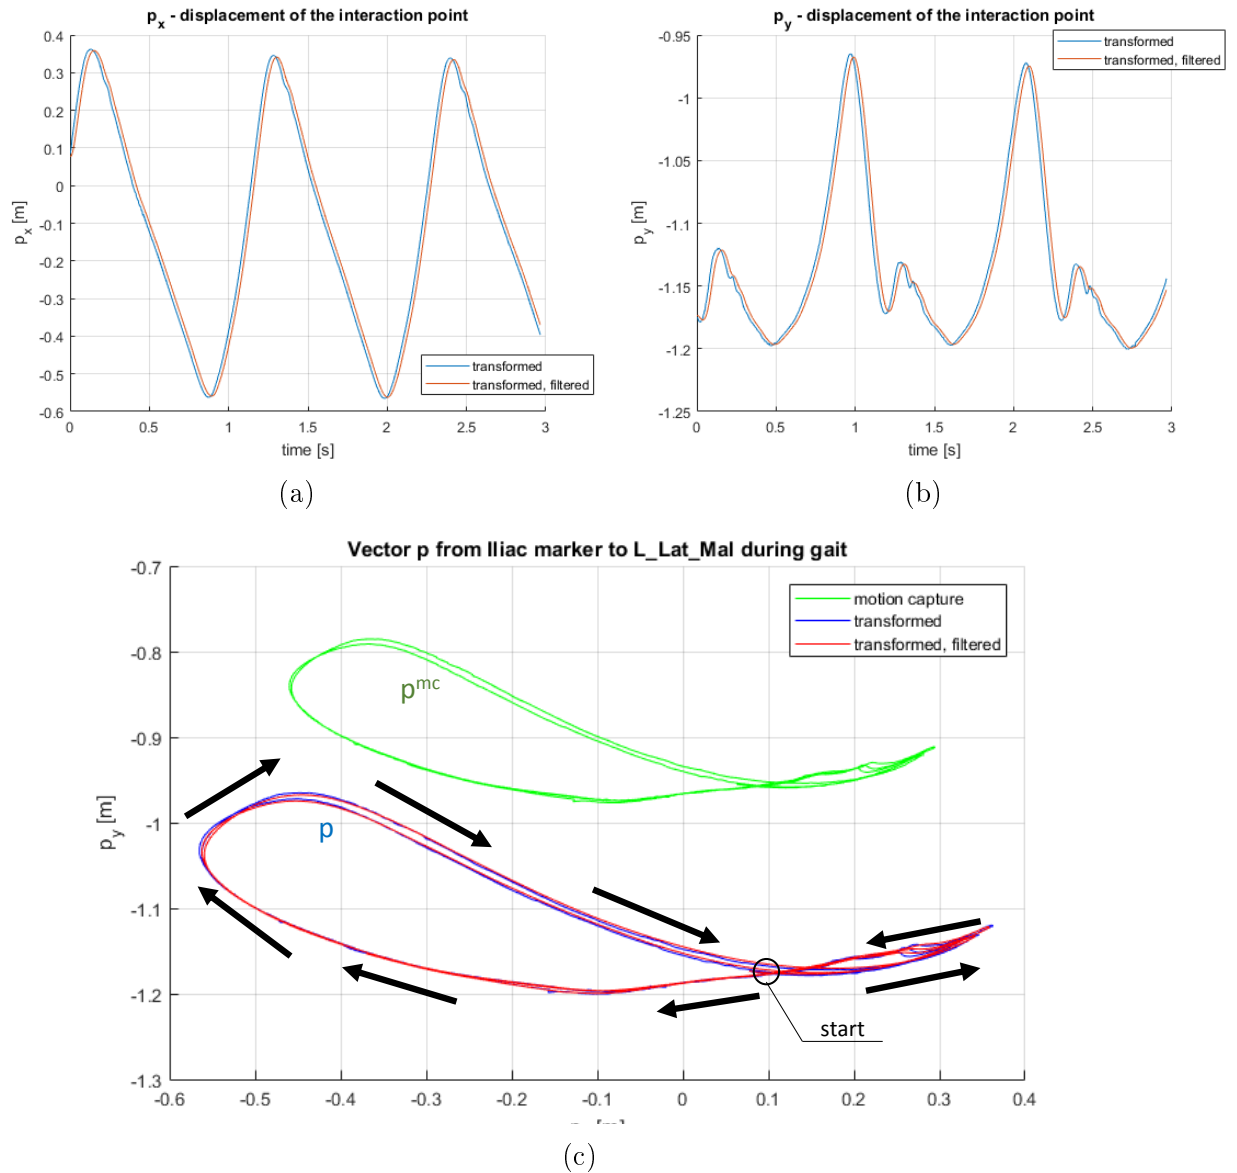 p_x - displacement of the interaction point
0.4
0.3
0.2
0.1
0
-0.1
-0.2
-0.3
-0.4
-0.5
-0.6
p_x [m]
0 0.5 1 1.5 2 2.5 3
time [s]
transformed
transformed, filtered
(a)
p_y - displacement of the interaction point
-0.95
-1
-1.05
-1.1
-1.15
-1.2
-1.25
p_y [m]
0 0.5 1 1.5 2 2.5 3
time [s]
transformed
transformed, filtered
(b)
Vector p from Iliac marker to L_Lat_Mal during gait
-0.7
-0.8
-0.9
-1
-1.1
-1.2
-1.3
p_y [m]
motion capture
transformed
transformed, filtered
p^mc
p
start
-0.6 -0.5 -0.4 -0.3 -0.2 -0.1 0 0.1 0.2 0.3 0.4
(c)